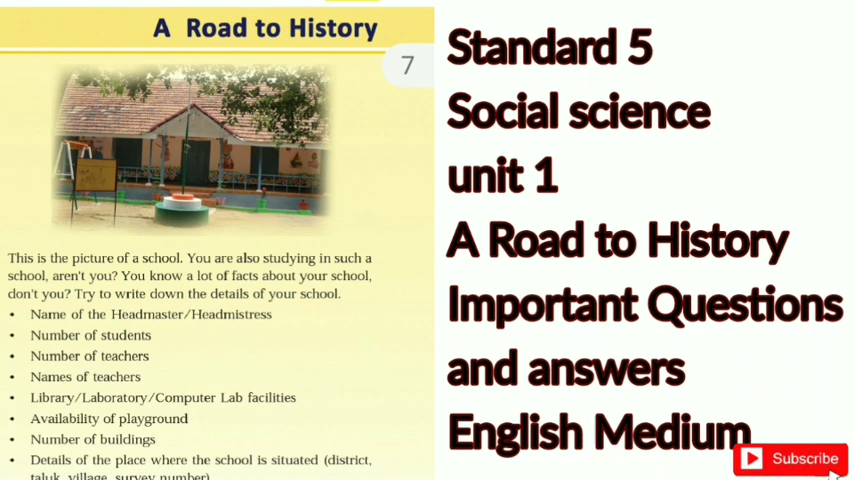 A Road to History
7
This is the picture of a school. You are also studying in such a
school, aren't you? You know a lot of facts about your school,
don't you? Try to write down the details of your school.
• Name of the Headmaster/Headmistress
• Number of students
• Number of teachers
• Names of teachers
• Library/Laboratory/Computer Lab facilities
• Availability of playground
• Number of buildings
• Details of the place where the school is situated (district,
taluk, village, survey number)
Standard 5
Social science
unit 1
A Road to History
Important Questions
and answers
English Medium
Subscribe